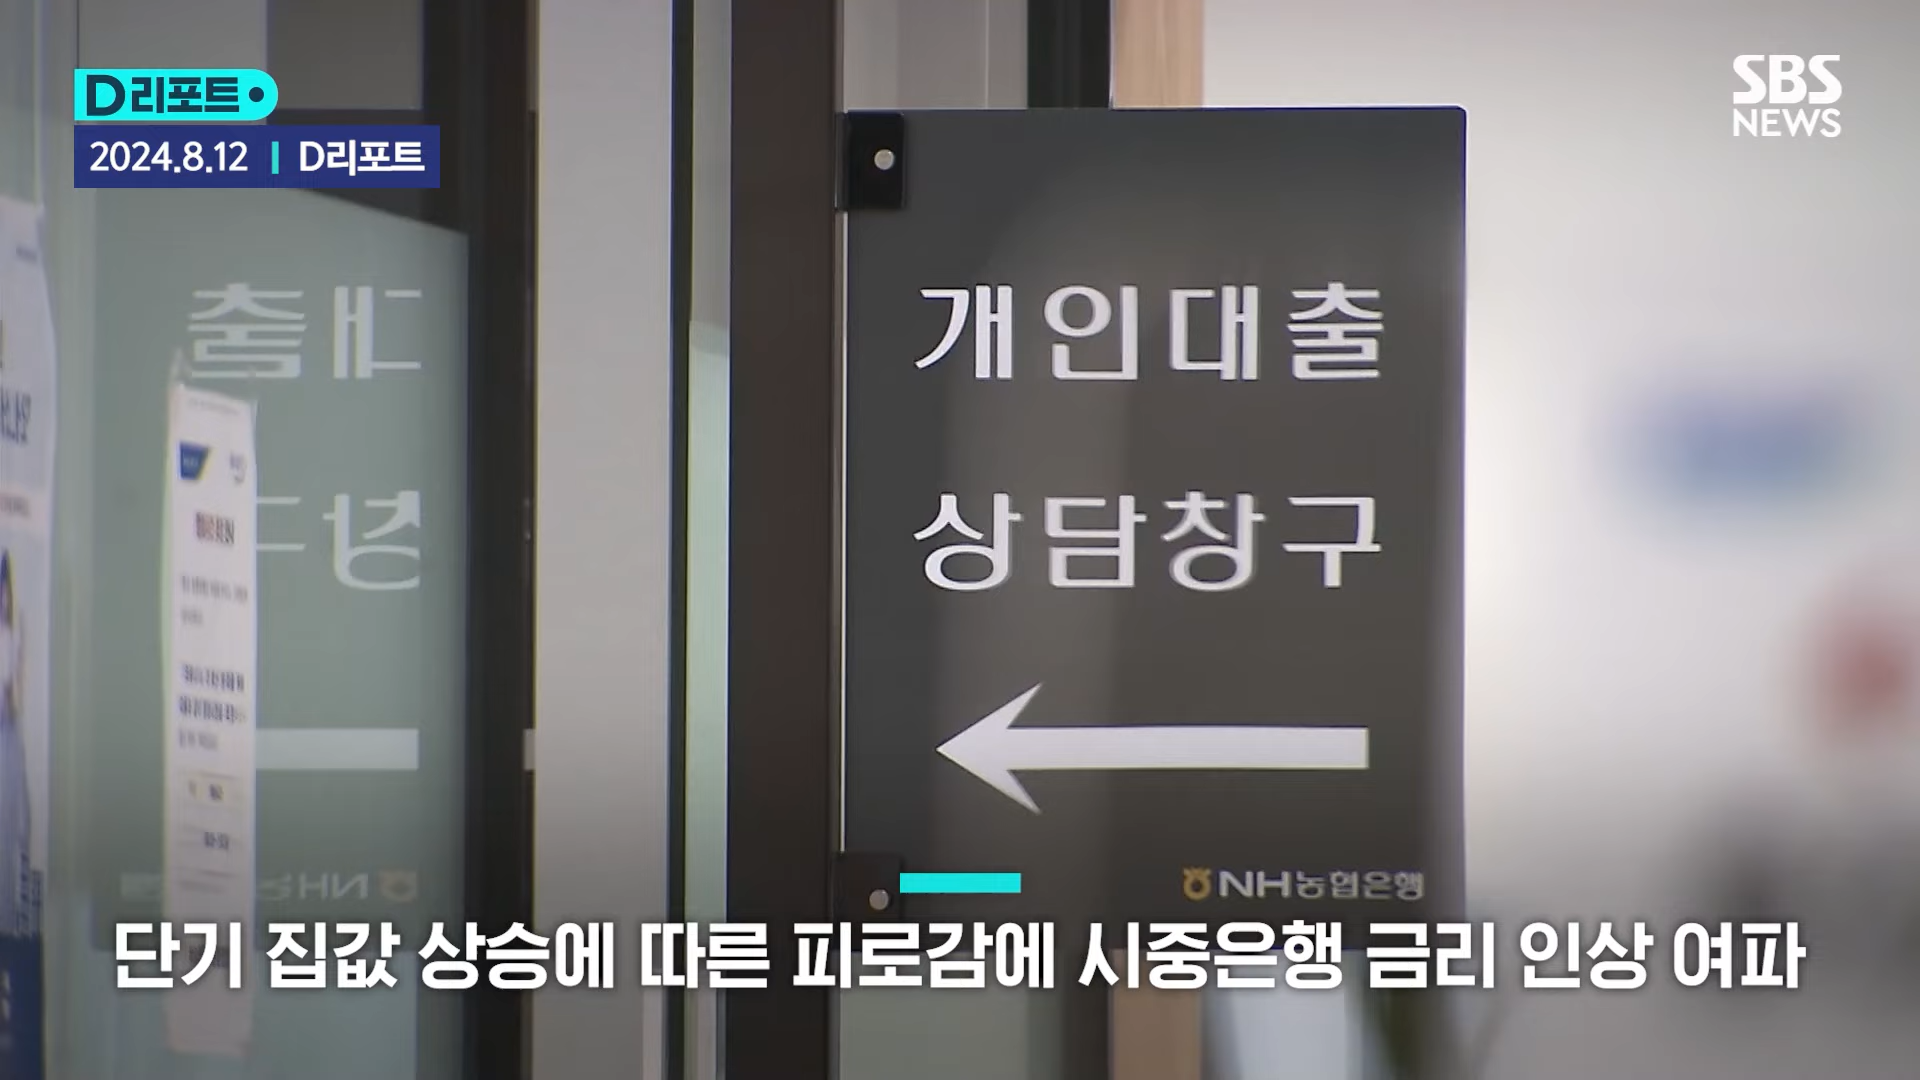 D리포트
2024.8.12 | D리포트
SBS
NEWS
개인대출
상담창구
NH농협은행
단기 집값 상승에 따른 피로감에 시중은행 금리 인상 여파